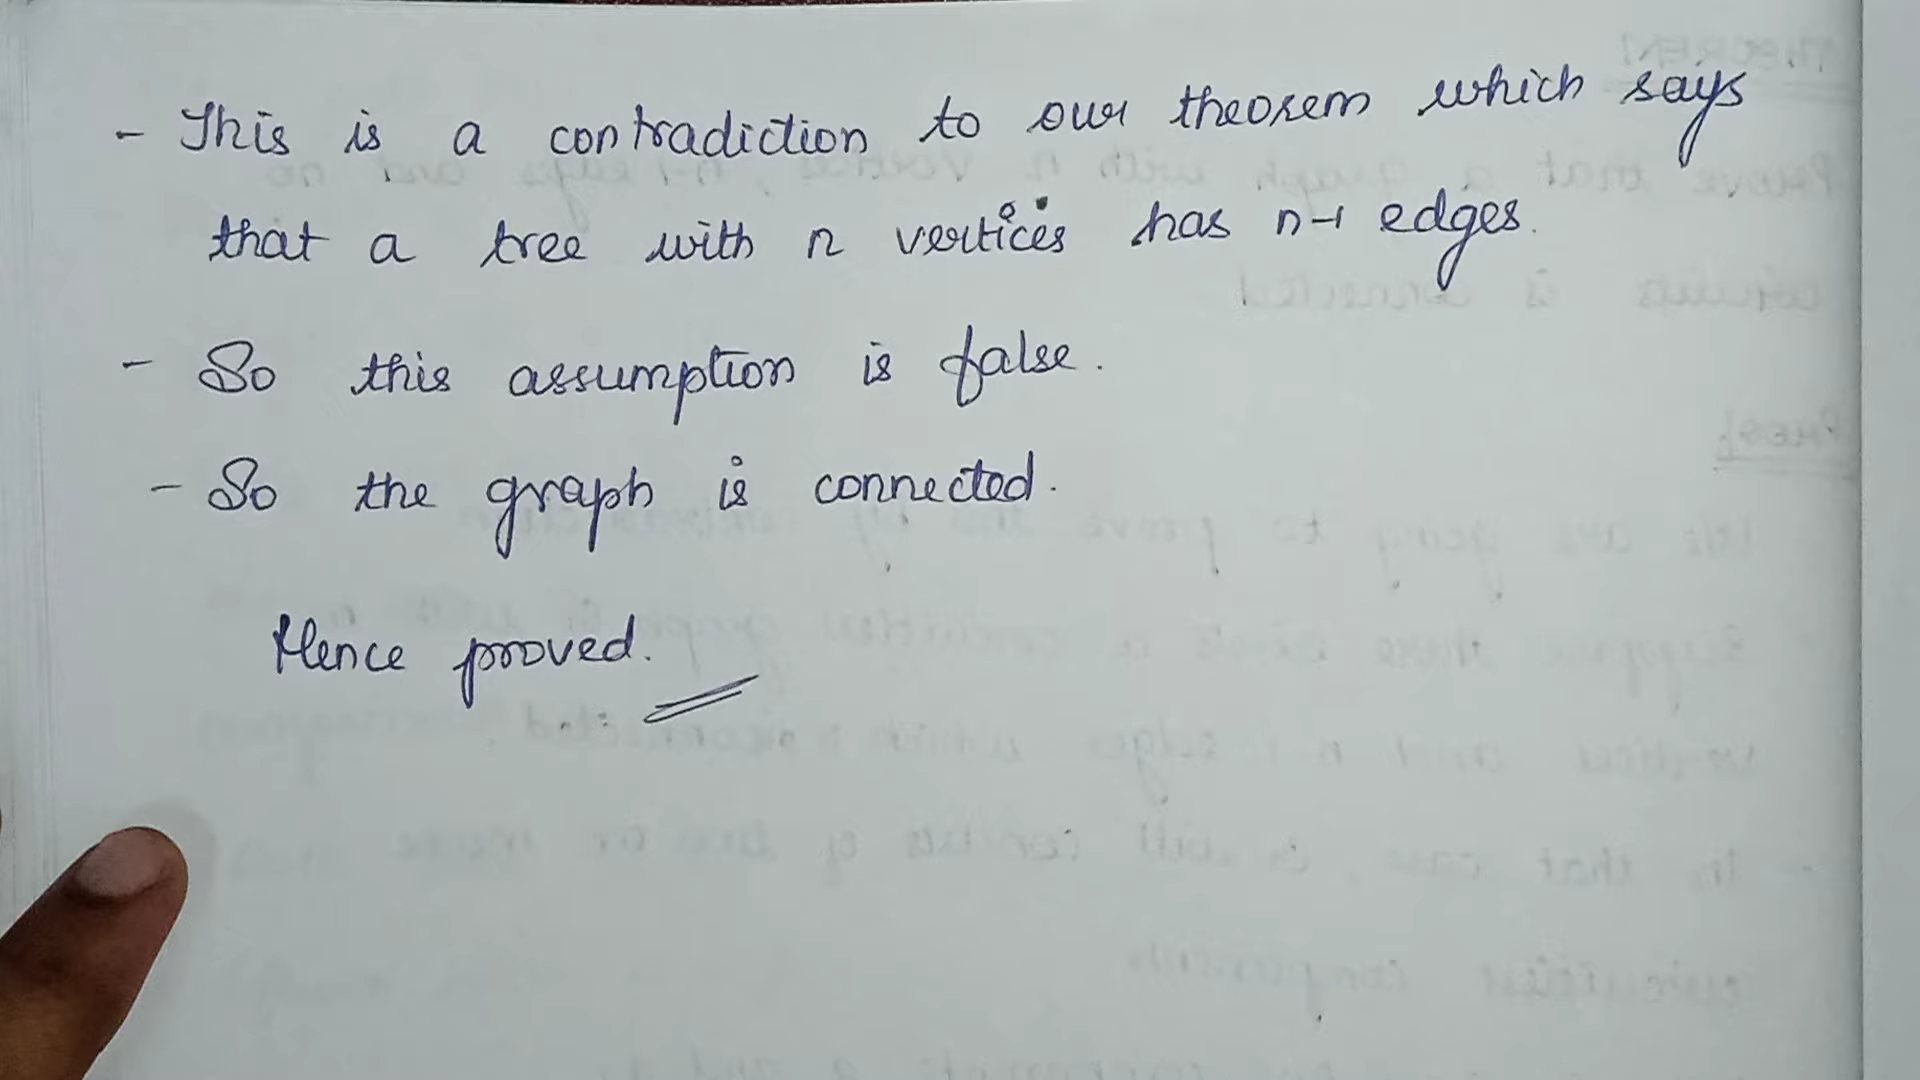 - This is a contradiction to our theorem which says
that a tree with n vertices has n-1 edges.
- So this assumption is false.
- So the graph is connected.
Hence proved.